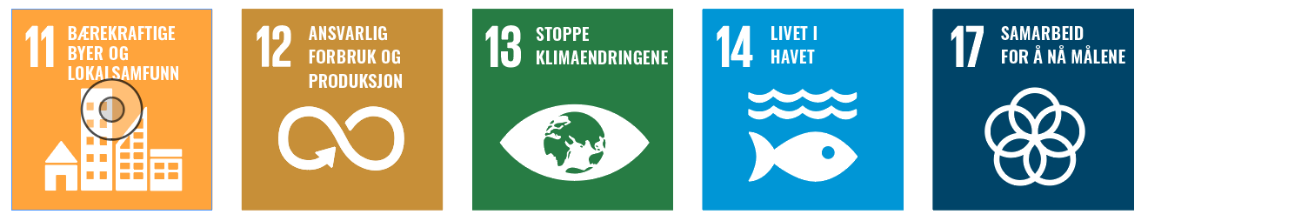 11 BÆREKRAFTIGE
BYER OG
LOKALSAMFUNN
12 ANSVARLIG
FORBRUK OG
PRODUKSJON
13 STOPPE
KLIMAENDRINGENE
14 LIVET I
HAVET
17 SAMARBEID
FOR Å NÅ MÅLENE